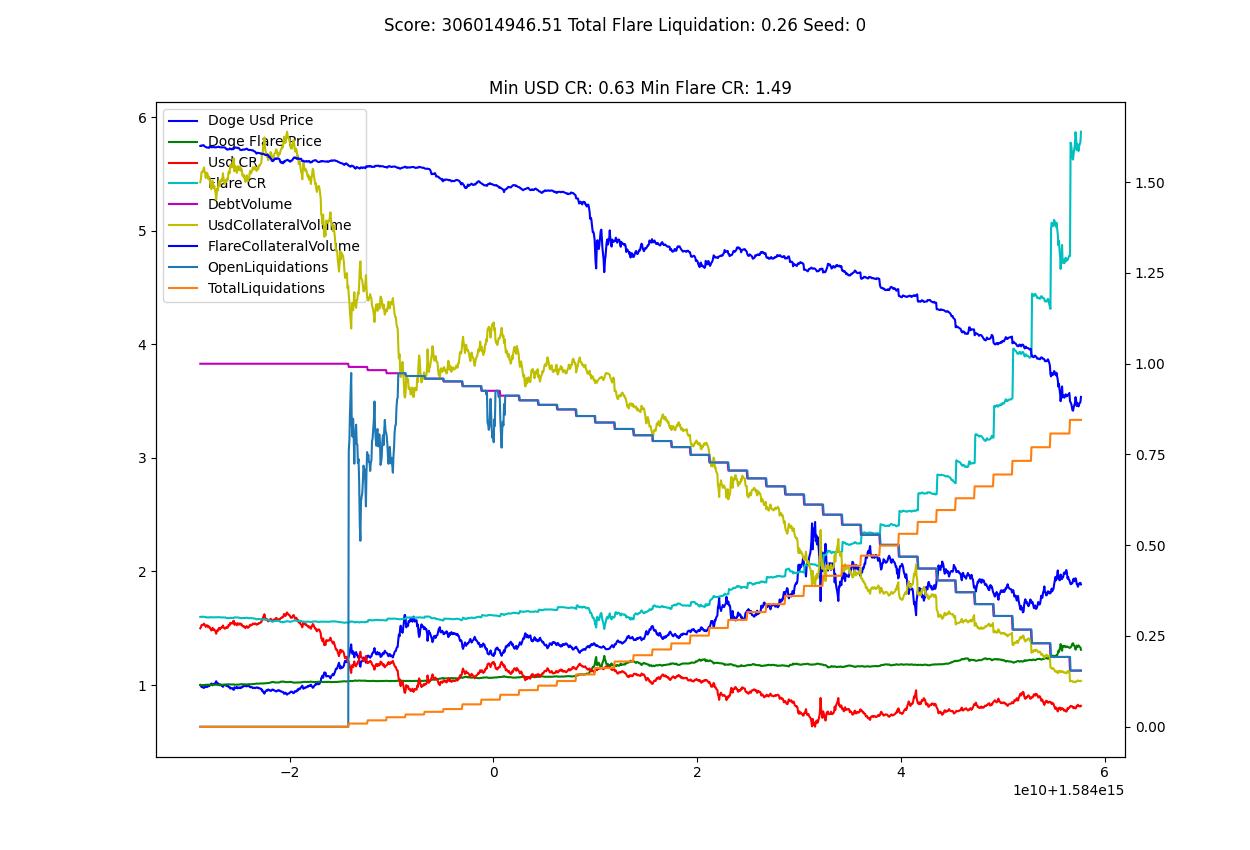 Score: 306014946.51 Total Flare Liquidation: 0.26 Seed: 0
Min USD CR: 0.63 Min Flare CR: 1.49
Doge Usd Price
Doge Flare Price
Usd CR
Flare CR
DebtVolume
UsdCollateralVolume
FlareCollateralVolume
OpenLiquidations
TotalLiquidations
6
5
4
3
2
1
1.50
1.25
1.00
0.75
0.50
0.25
0.00
−2
0
2
4
6
1e10+1.584e15